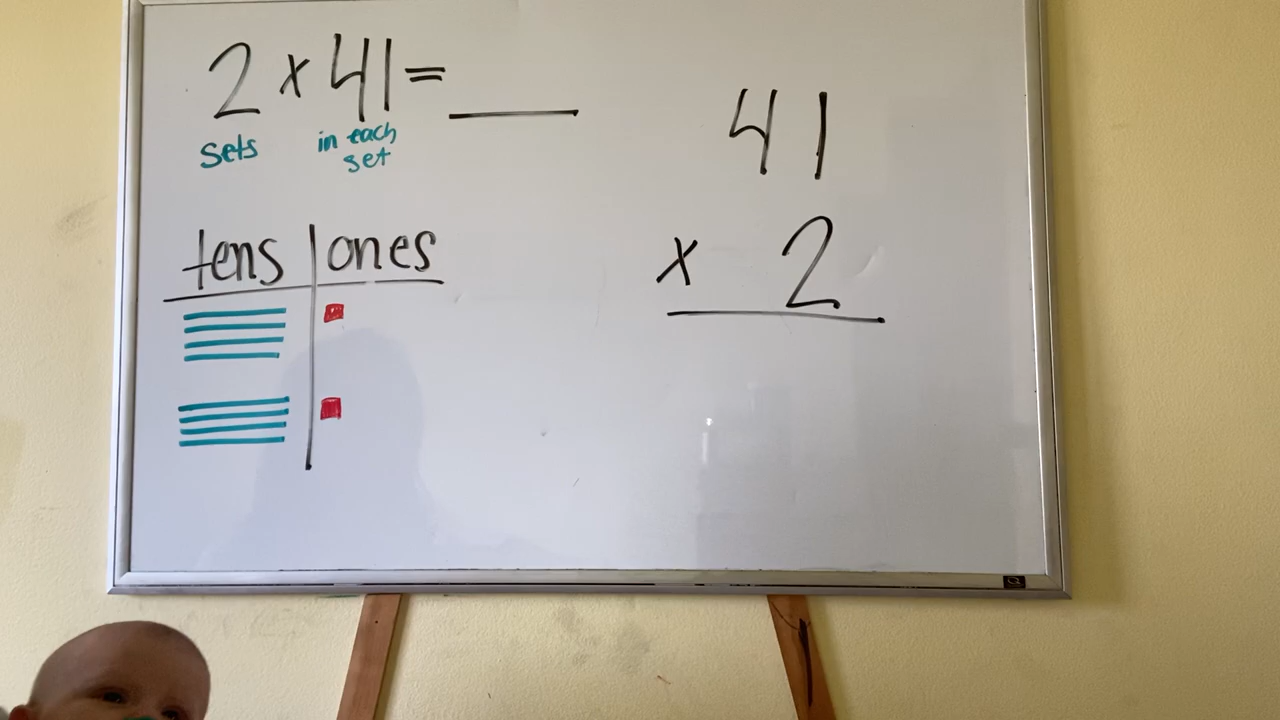 2 x 41 = ___
sets in each
set
tens ones
41
x 2